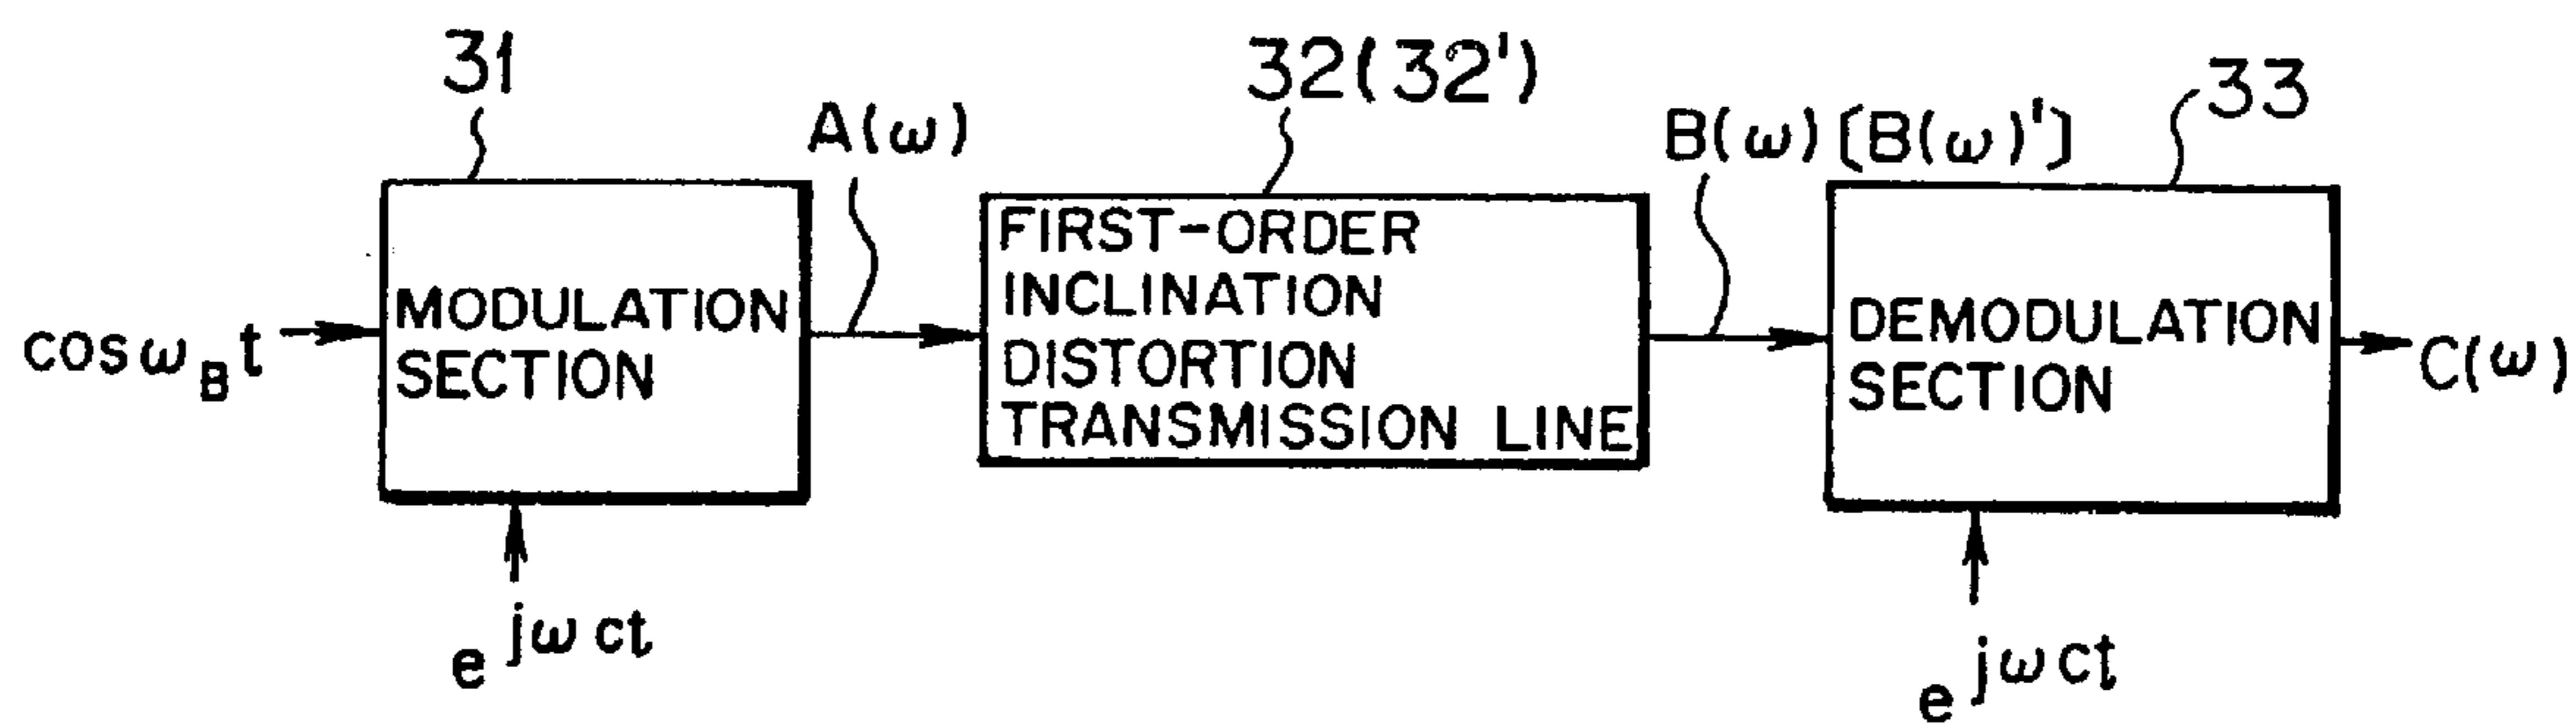 31
32(32')
33
A(ω)
B(ω)[B(ω)']
cos ω_B t
MODULATION
SECTION
FIRST-ORDER
INCLINATION
DISTORTION
TRANSMISSION LINE
DEMODULATION
SECTION
C(ω)
e^jωct
e^jωct